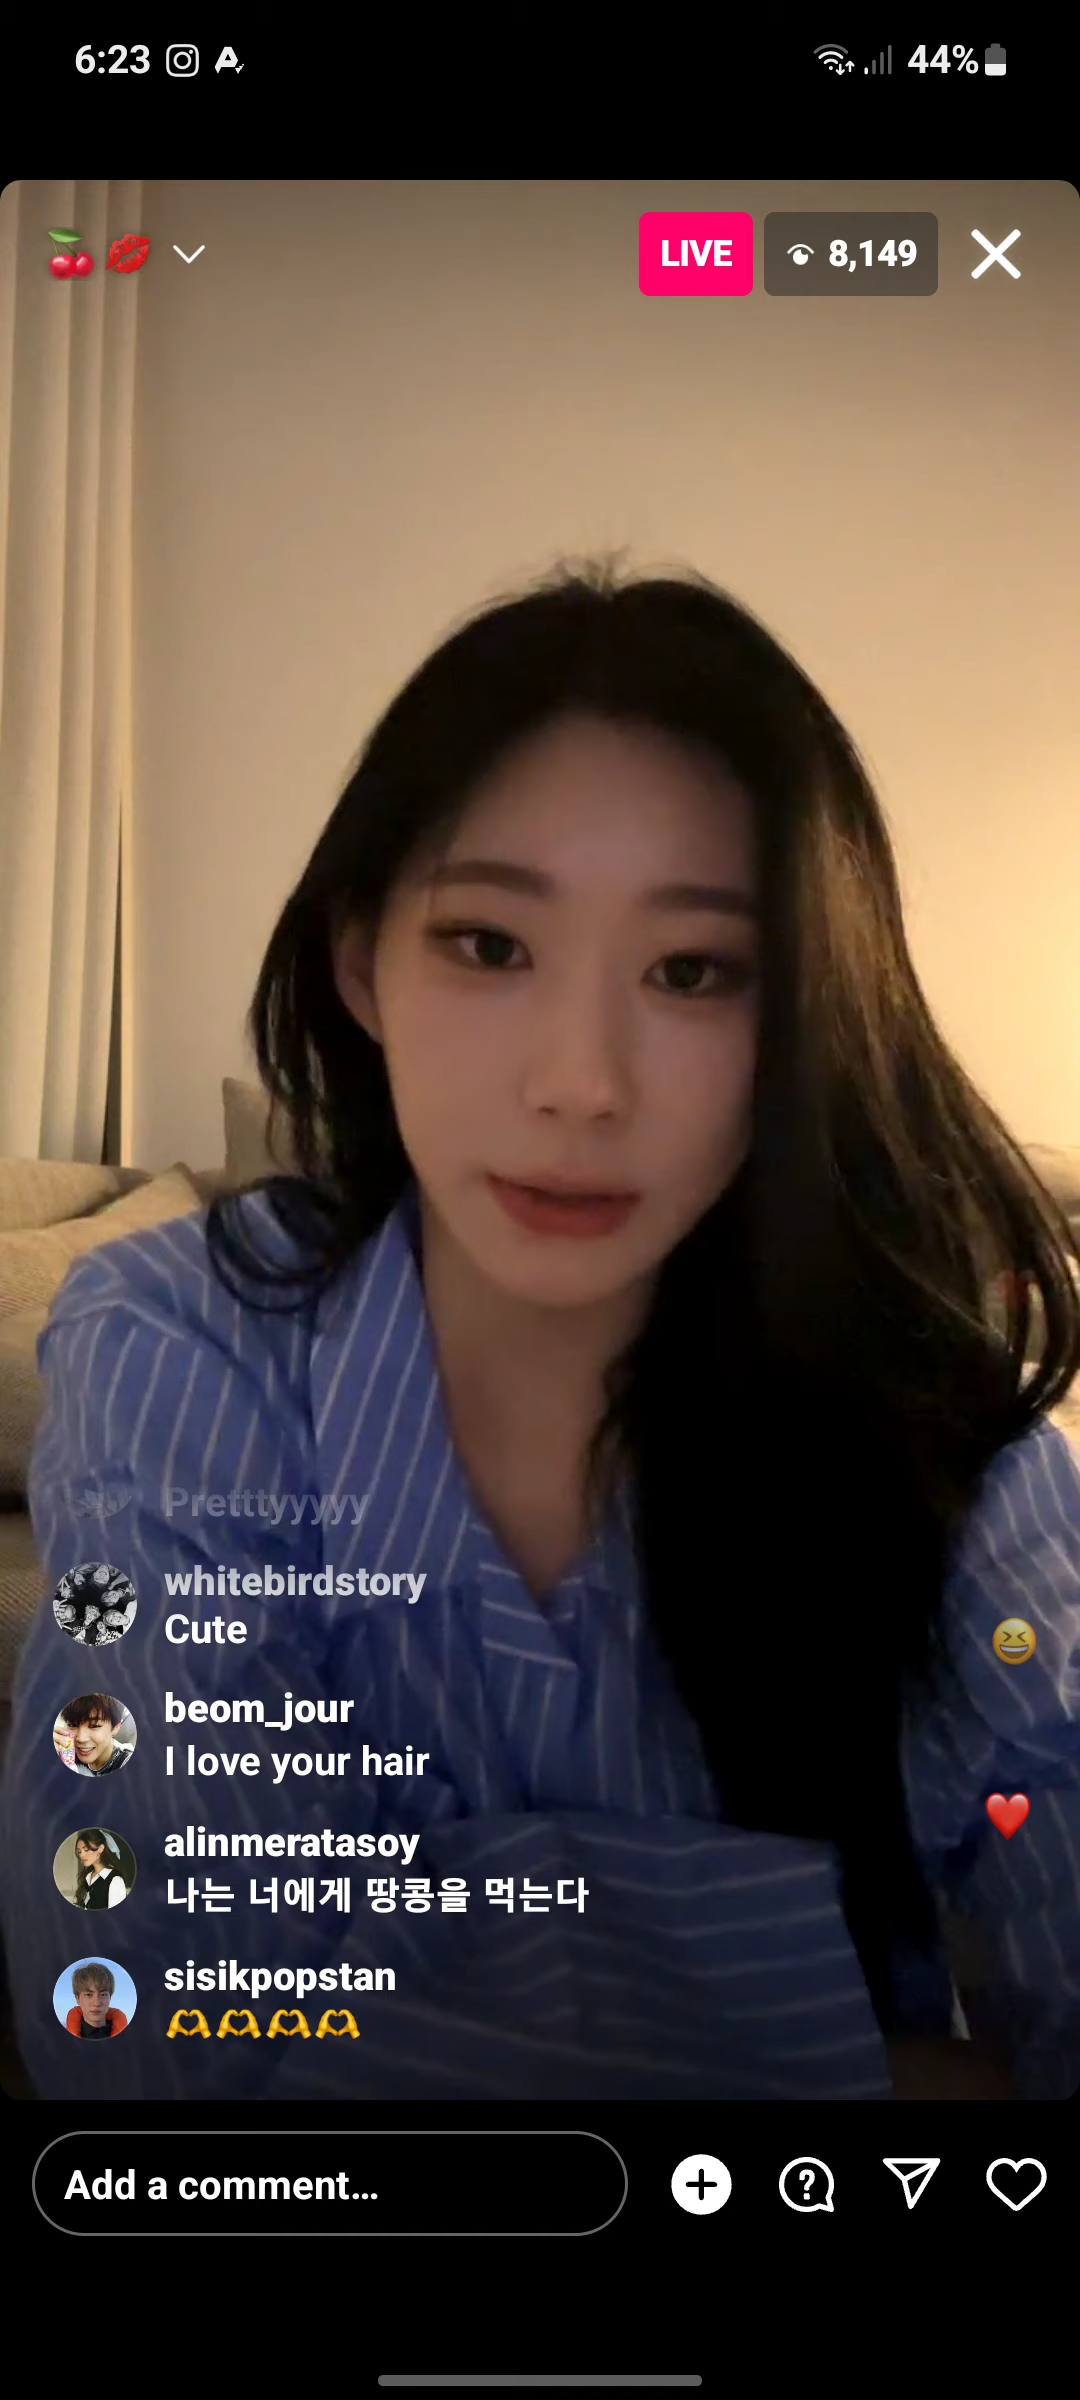 6:23
44%
LIVE
8,149
Pretttyyyyy
whitebirdstory
Cute
beom_jour
I love your hair
alinmeratasoy
나는 너에게 땅콩을 먹는다
sisikpopstan
Add a comment...